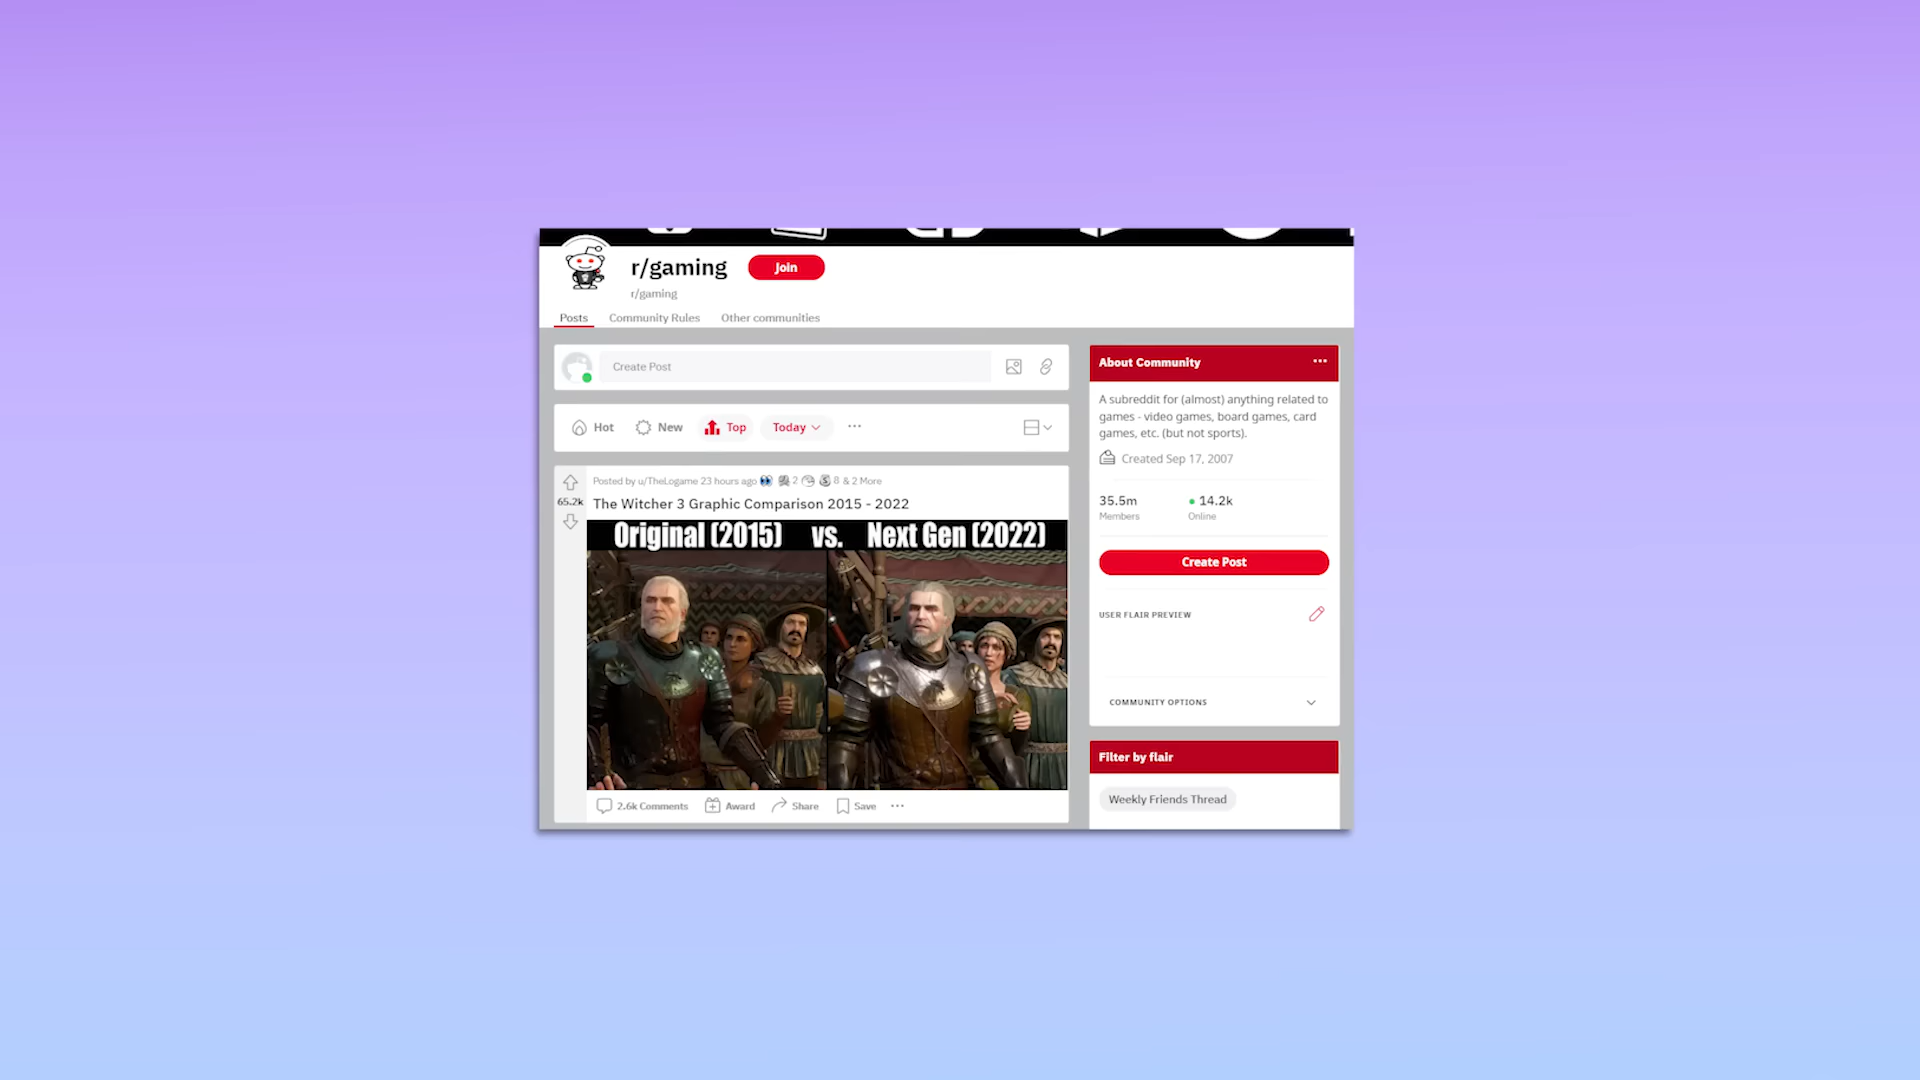 r/gaming
Join
r/gaming
Posts
Community Rules
Other communities
Create Post
Hot
New
Top
Today
65.2k
Posted by u/TheLogame 23 hours ago 2 8 & 2 More
The Witcher 3 Graphic Comparison 2015 - 2022
Original (2015) vs. Next Gen (2022)
2.6k Comments
Award
Share
Save
About Community
A subreddit for (almost) anything related to
games - video games, board games, card
games, etc. (but not sports).
Created Sep 17, 2007
35.5m
Members
14.2k
Online
Create Post
USER FLAIR PREVIEW
COMMUNITY OPTIONS
Filter by flair
Weekly Friends Thread